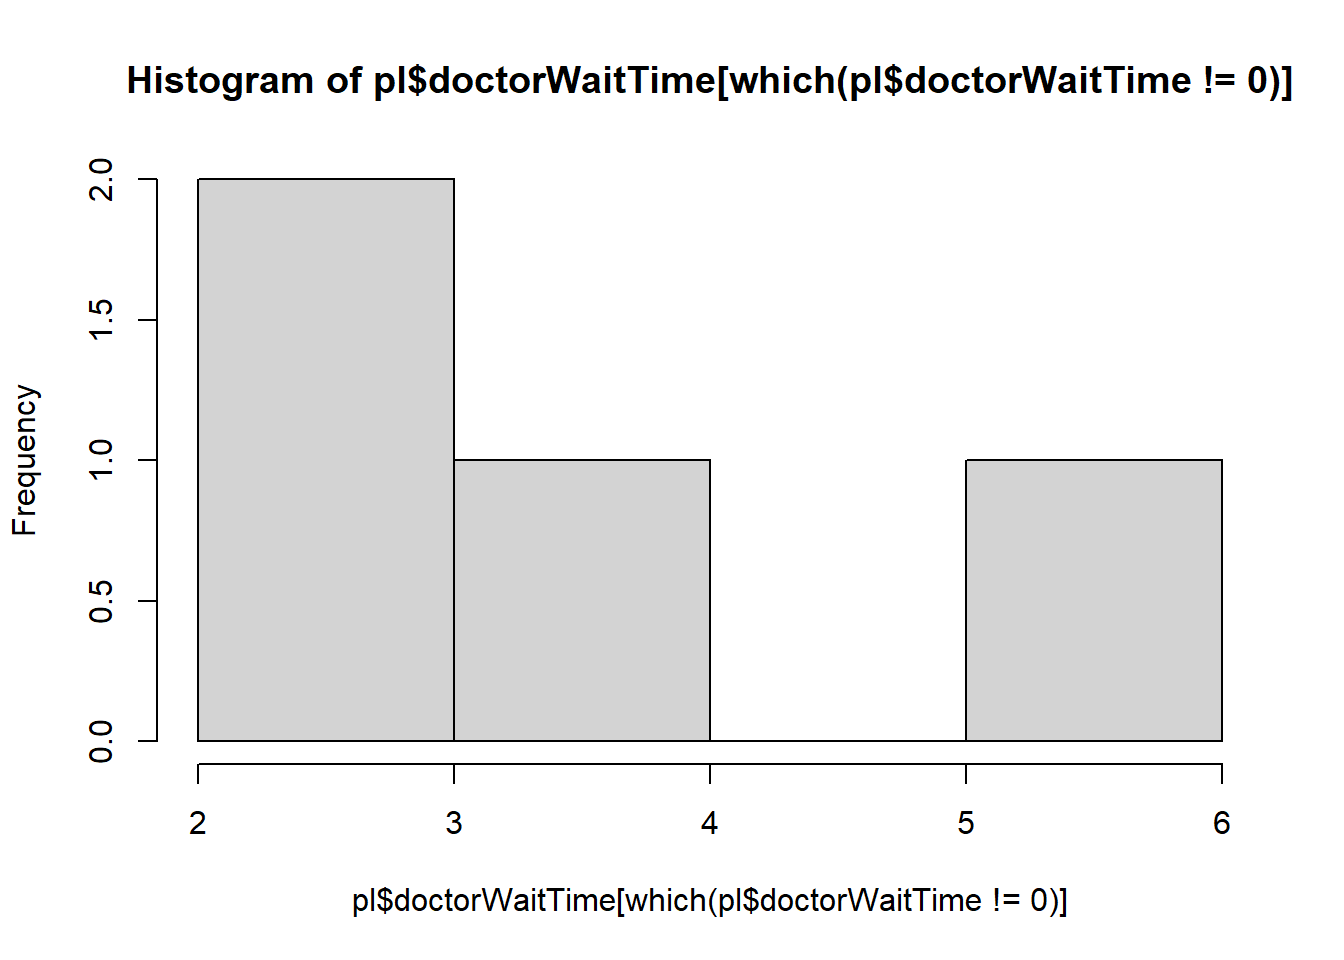 Histogram of pl$doctorWaitTime[which(pl$doctorWaitTime != 0)]
2.0
1.5
1.0
0.5
0.0
Frequency
2 3 4 5 6
pl$doctorWaitTime[which(pl$doctorWaitTime != 0)]